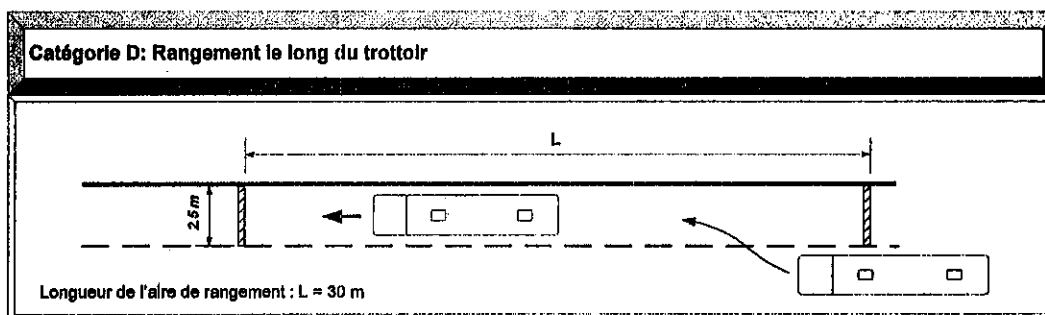 Catégorie D: Rangement le long du trottoir
L
2.5 m
Longueur de l'aire de rangement : L = 30 m